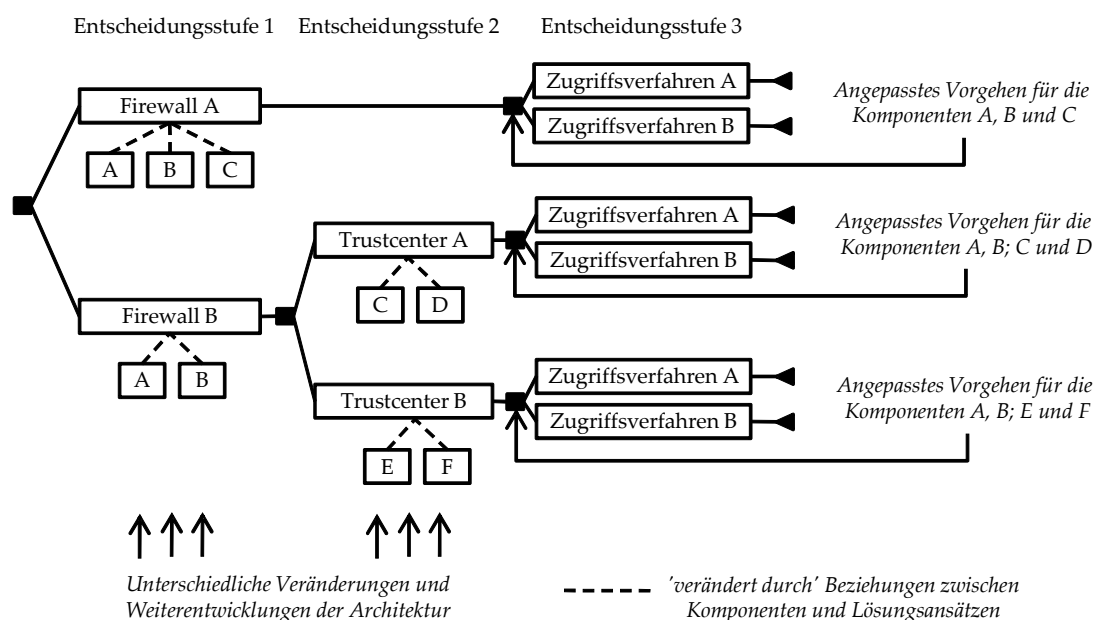 Entscheidungsstufe 1
Entscheidungsstufe 2
Entscheidungsstufe 3
Firewall A
A
B
C
Zugriffsverfahren A
Zugriffsverfahren B
Angepasstes Vorgehen für die
Komponenten A, B und C
Firewall B
A
B
Trustcenter A
C
D
Zugriffsverfahren A
Zugriffsverfahren B
Angepasstes Vorgehen für die
Komponenten A, B; C und D
Trustcenter B
E
F
Zugriffsverfahren A
Zugriffsverfahren B
Angepasstes Vorgehen für die
Komponenten A, B; E und F
Unterschiedliche Veränderungen und
Weiterentwicklungen der Architektur
'verändert durch' Beziehungen zwischen
Komponenten und Lösungsansätzen